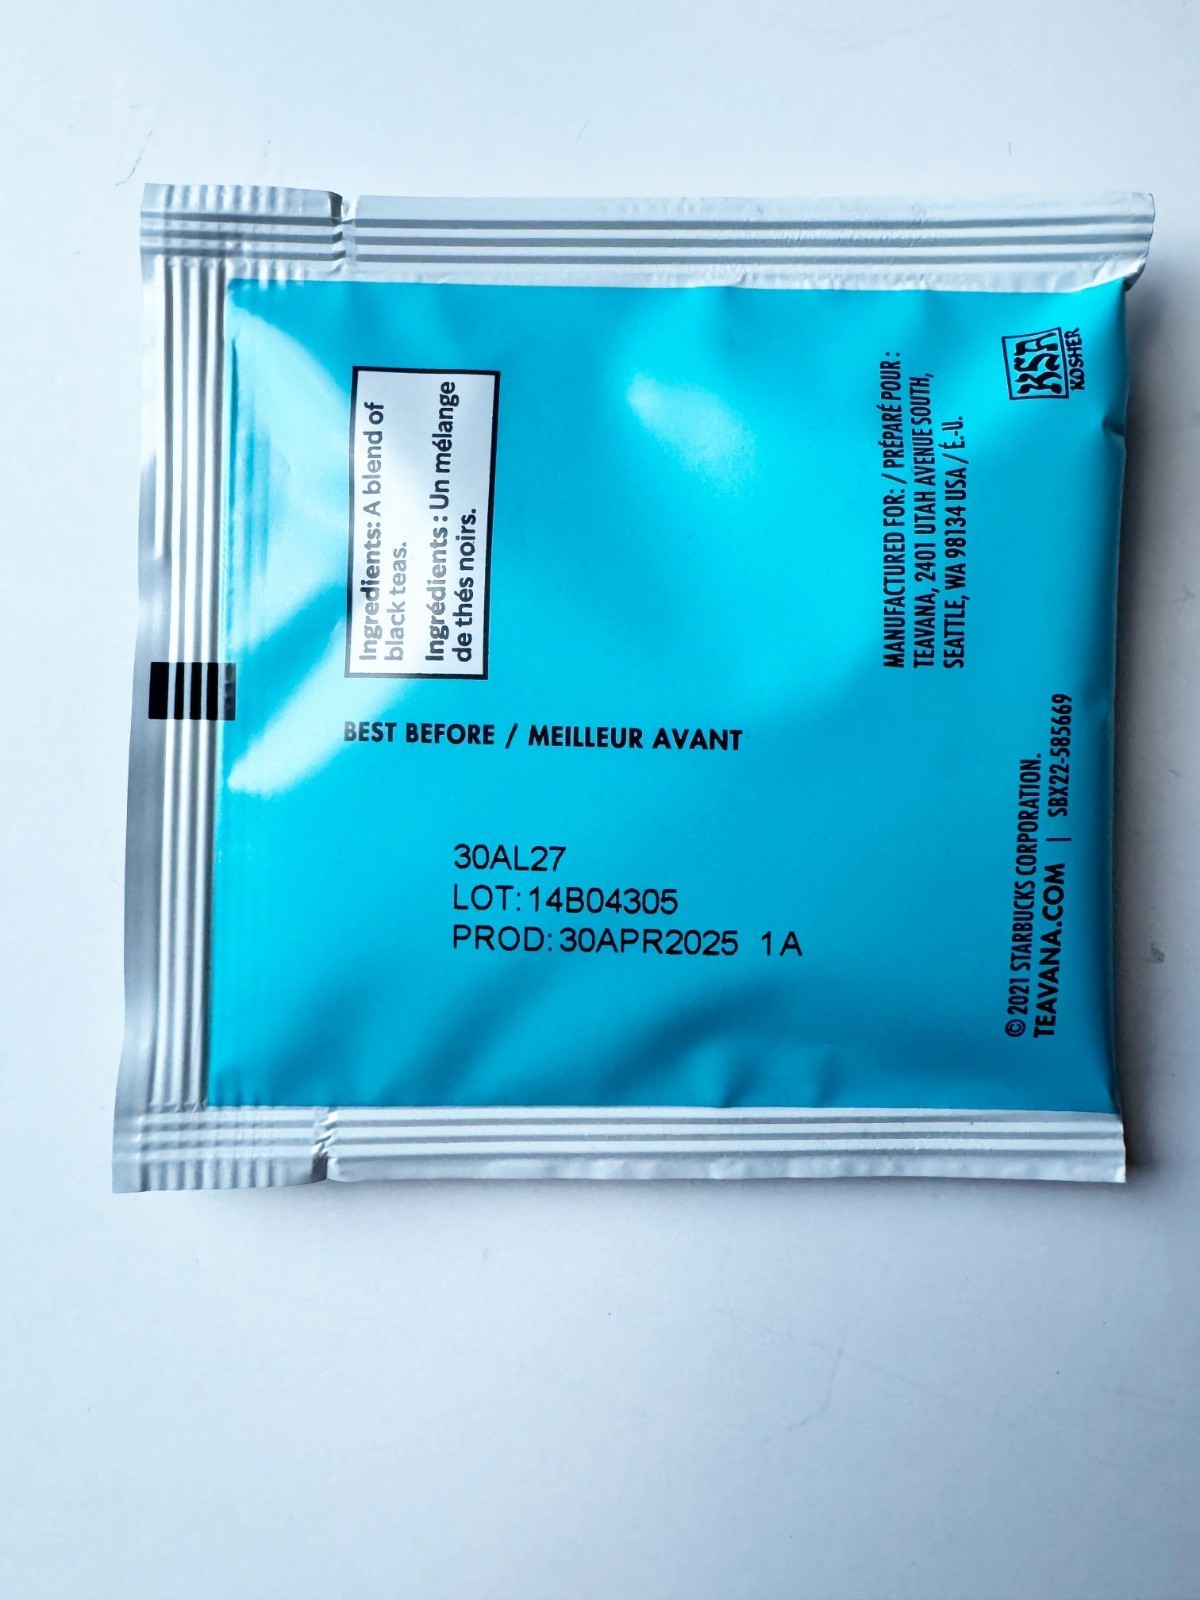 Ingredients: A blend of
black teas.
Ingrédients : Un mélange
de thés noirs.
BEST BEFORE / MEILLEUR AVANT
30AL27
LOT: 14B04305
PROD: 30APR2025 1A
MANUFACTURED FOR: / PRÉPARÉ POUR :
TEAVANA, 2401 UTAH AVENUE SOUTH,
SEATTLE, WA 98134 USA / É.-U.
© 2021 STARBUCKS CORPORATION.
TEAVANA.COM | SBX22-585669
KSA
KOSHER